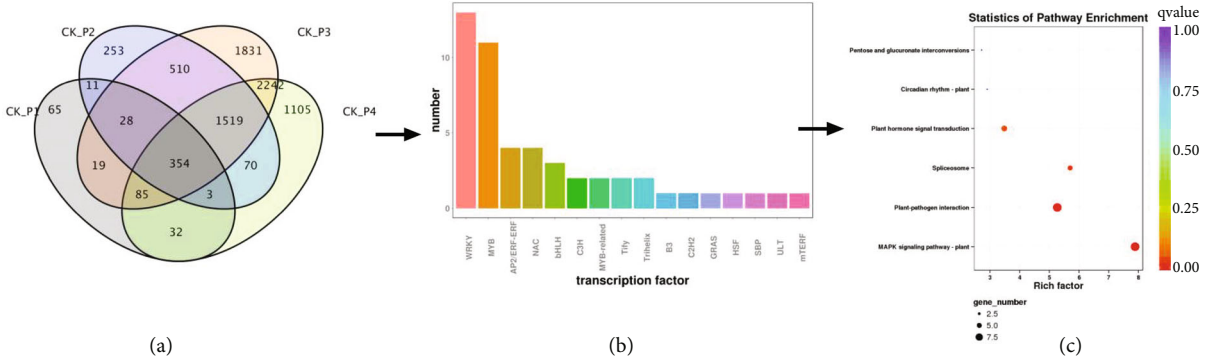 CK_P1
CK_P2
CK_P3
CK_P4
253
1831
510
11
2242
65
1105
28
1519
19
354
70
85
3
32
(a)
number
10
5
0
WRKY
MYB
AP2/ERF-ERF
NAC
bHLH
C3H
MYB-related
Tify
Trihelix
B3
C2H2
GRAS
HSF
SBP
ULT
mTERF
transcription factor
(b)
Statistics of Pathway Enrichment
Pentose and glucuronate interconversions
Circadian rhythm - plant
Plant hormone signal transduction
Spliceosome
Plant-pathogen interaction
MAPK signaling pathway - plant
3 4 5 6 7 8
Rich factor
gene_number
2.5
5.0
7.5
qvalue
1.00
0.75
0.50
0.25
0.00
(c)